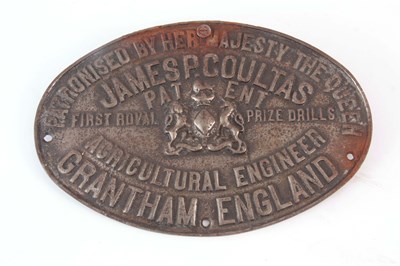 PATRONISED BY HER MAJESTY, THE QUEEN
JAMES P. COULTAS
PATENT
FIRST ROYAL PRIZE DRILLS
AGRICULTURAL ENGINEER
GRANTHAM. ENGLAND.